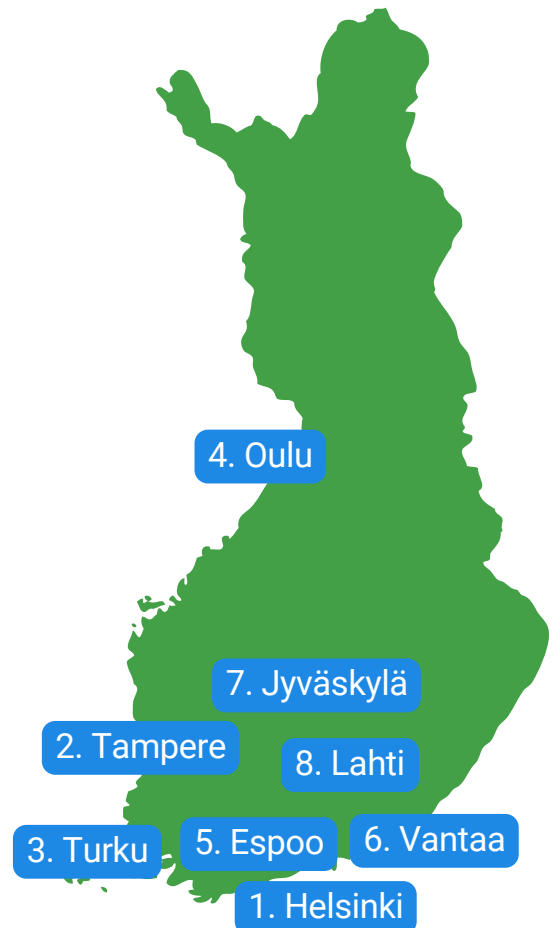 4. Oulu
7. Jyväskylä
2. Tampere
8. Lahti
3. Turku
5. Espoo
6. Vantaa
1. Helsinki